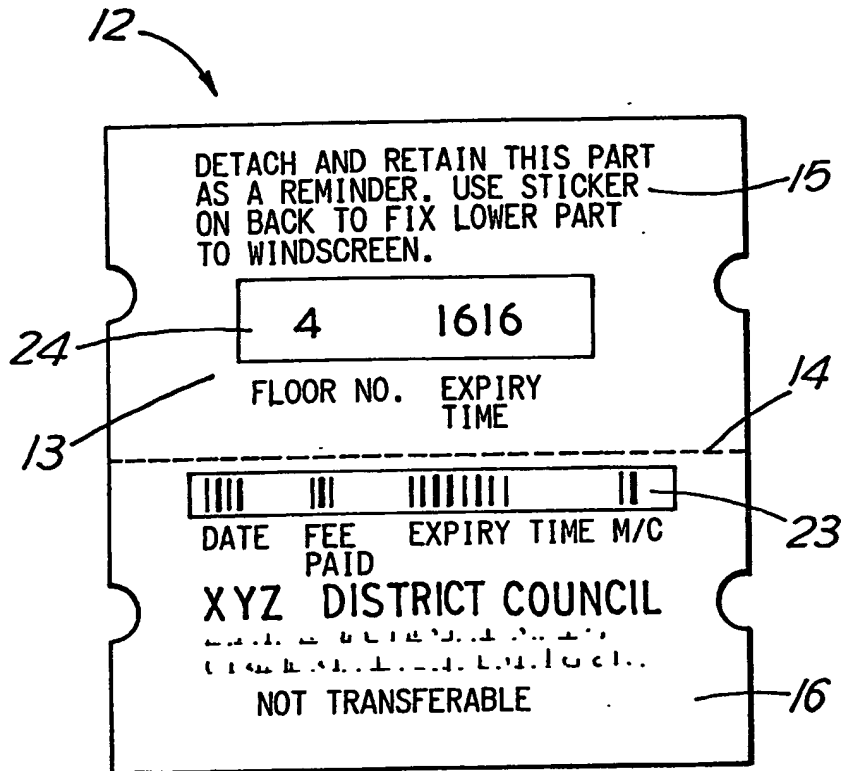 12
DETACH AND RETAIN THIS PART
AS A REMINDER. USE STICKER
ON BACK TO FIX LOWER PART
TO WINDSCREEN.
15
4 1616
24
FLOOR NO. EXPIRY
TIME
13
14
23
DATE FEE EXPIRY TIME M/C
PAID
XYZ DISTRICT COUNCIL
NOT TRANSFERABLE
16